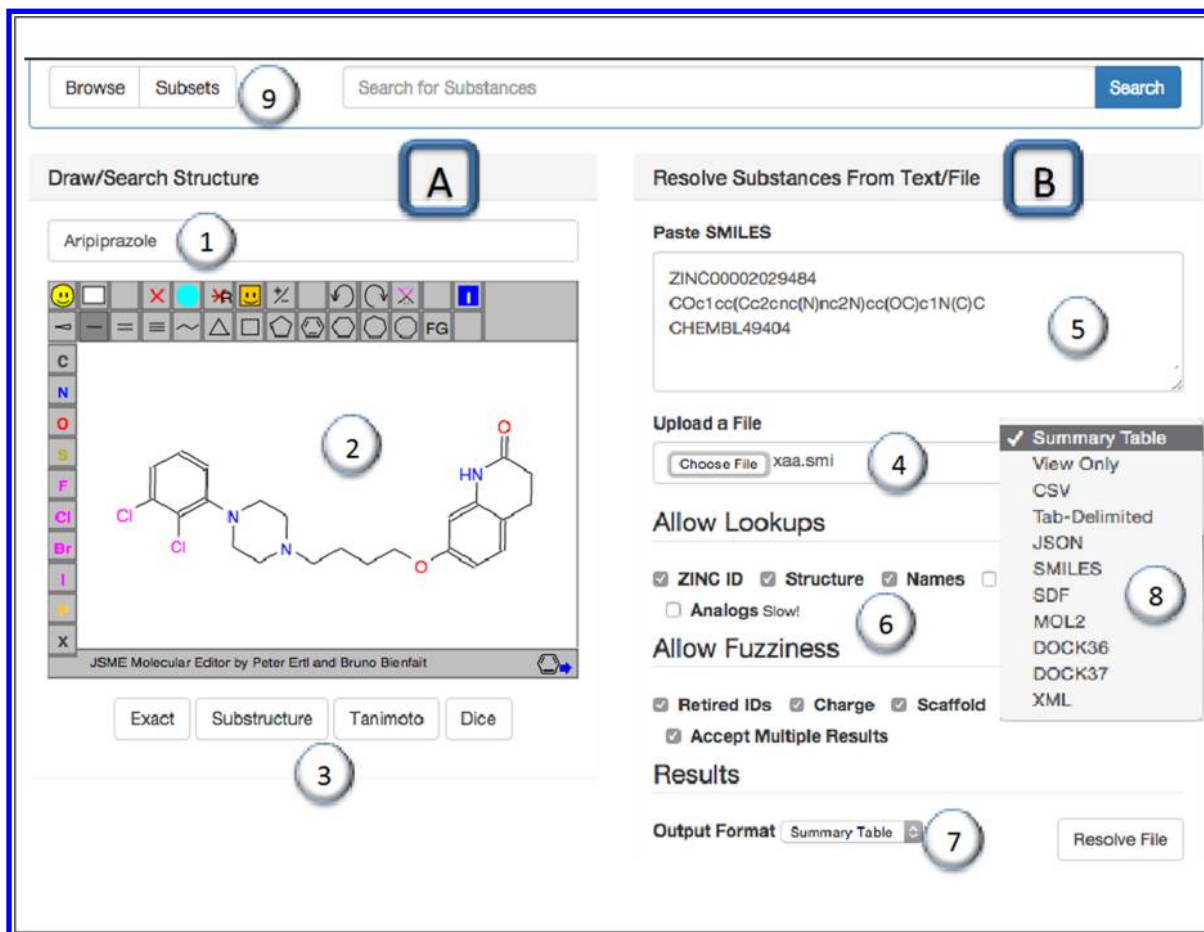 Browse Subsets 9 Search for Substances Search
Draw/Search Structure A
Aripiprazole 1
R +/-
FG
C
N
O
S
F
Cl
Br
I
P
X
2
O
HN
N
N
O
Cl
Cl
JSME Molecular Editor by Peter Ertl and Bruno Bienfait
Exact Substructure Tanimoto Dice
3
Resolve Substances From Text/File B
Paste SMILES
ZINC00002029484
COc1cc(Cc2cnc(N)nc2N)cc(OC)c1N(C)C
CHEMBL49404
5
Upload a File
Choose File xaa.smi 4
Allow Lookups
ZINC ID Structure Names
Analogs Slow!
6
Allow Fuzziness
Retired IDs Charge Scaffold
Accept Multiple Results
Results
Output Format Summary Table 7 Resolve File
✓ Summary Table
View Only
CSV
Tab-Delimited
JSON
SMILES
SDF
MOL2
DOCK36
DOCK37
XML
8